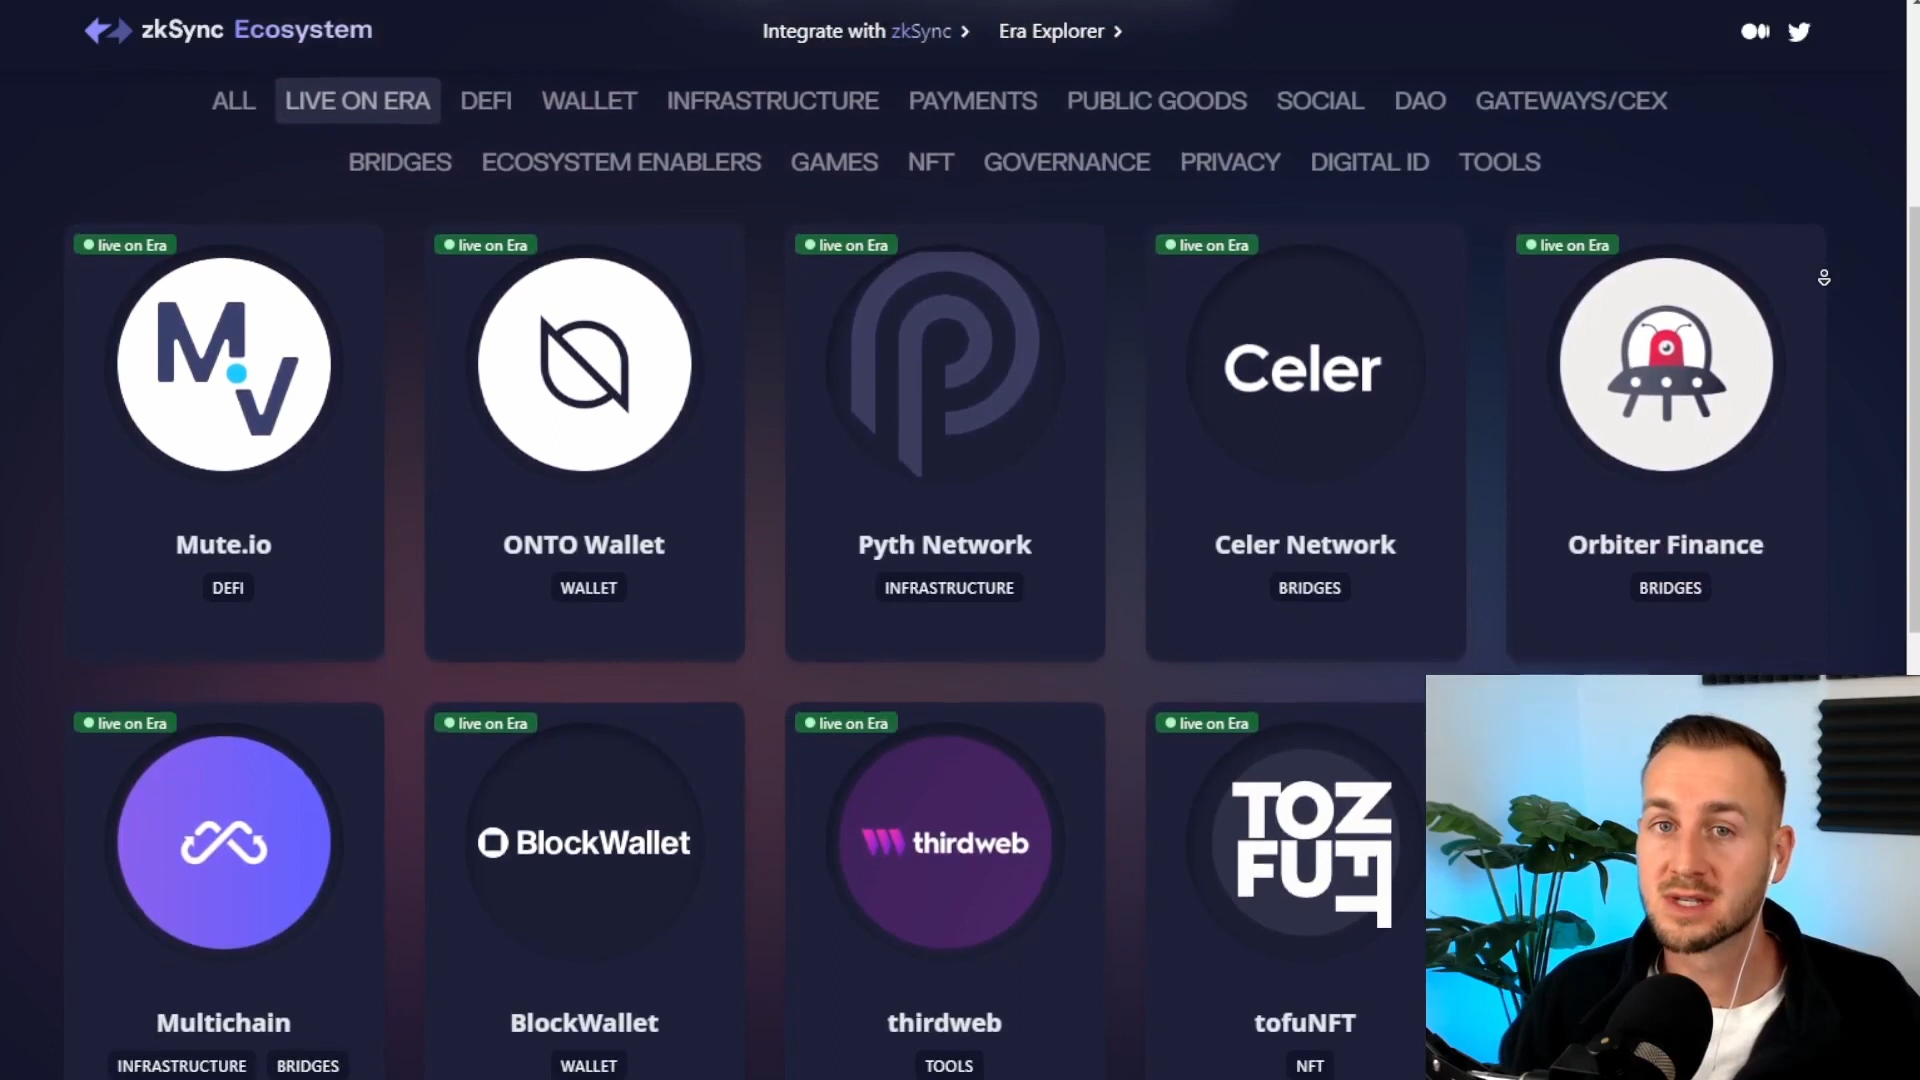 zkSync Ecosystem
Integrate with zkSync
Era Explorer
ALL LIVE ON ERA DEFI WALLET INFRASTRUCTURE PAYMENTS PUBLIC GOODS SOCIAL DAO GATEWAYS/CEX
BRIDGES ECOSYSTEM ENABLERS GAMES NFT GOVERNANCE PRIVACY DIGITAL ID TOOLS
live on Era
M.V
Mute.io
DEFI
live on Era
ONTO Wallet
WALLET
live on Era
Pyth Network
INFRASTRUCTURE
live on Era
Celer
Celer Network
BRIDGES
live on Era
Orbiter Finance
BRIDGES
live on Era
Multichain
INFRASTRUCTURE BRIDGES
live on Era
BlockWallet
BlockWallet
WALLET
live on Era
thirdweb
thirdweb
TOOLS
live on Era
TOZ
FUFT
tofuNFT
NFT